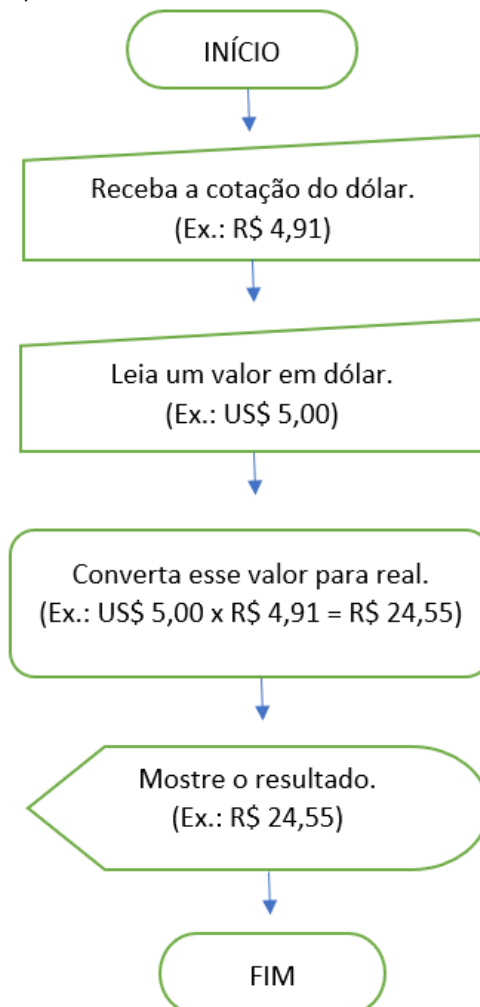 INÍCIO
Receba a cotação do dólar.
(Ex.: R$ 4,91)
Leia um valor em dólar.
(Ex.: US$ 5,00)
Converta esse valor para real.
(Ex.: US$ 5,00 x R$ 4,91 = R$ 24,55)
Mostre o resultado.
(Ex.: R$ 24,55)
FIM